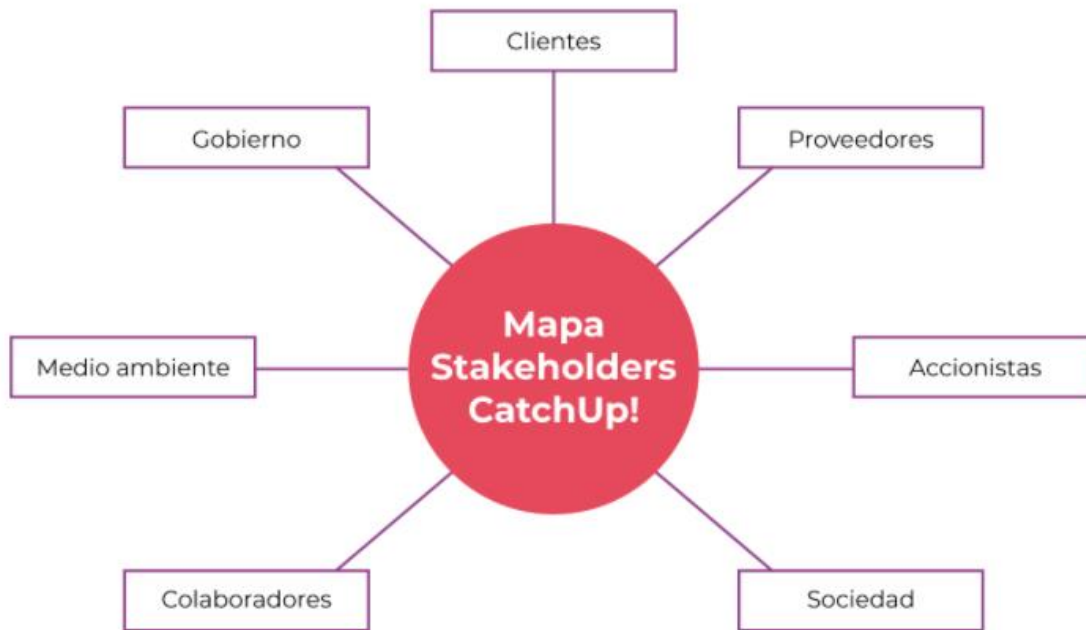 Clientes
Gobierno
Proveedores
Mapa
Stakeholders
CatchUp!
Medio ambiente
Accionistas
Colaboradores
Sociedad